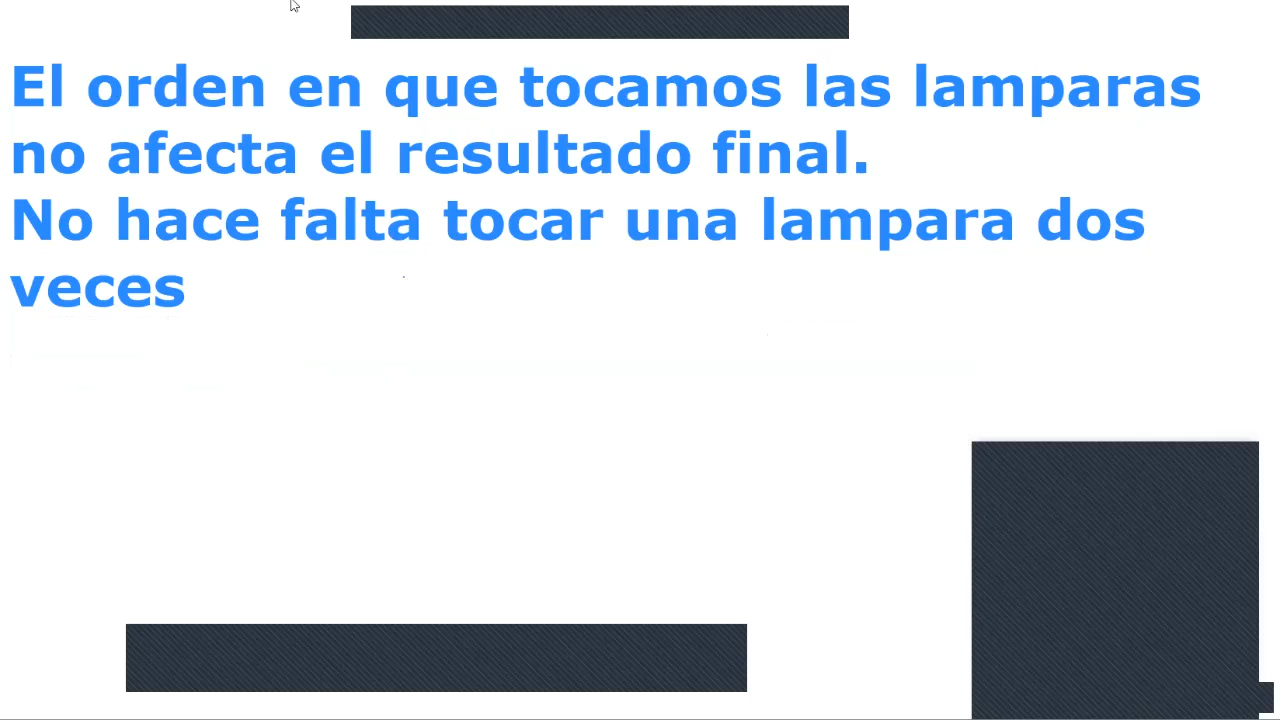 El orden en que tocamos las lamparas
no afecta el resultado final.
No hace falta tocar una lampara dos
veces